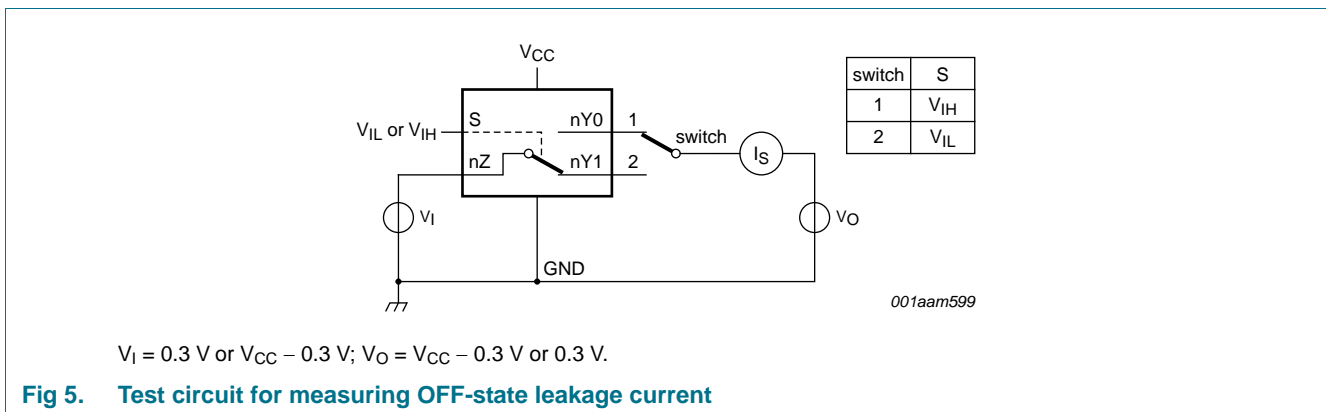 VCC
switch S
1 VIH
2 VIL
VIL or VIH
S
nY0
1
switch
IS
nZ
nY1
2
VI
VO
GND
001aam599
VI = 0.3 V or VCC − 0.3 V; VO = VCC − 0.3 V or 0.3 V.
Fig 5. Test circuit for measuring OFF-state leakage current